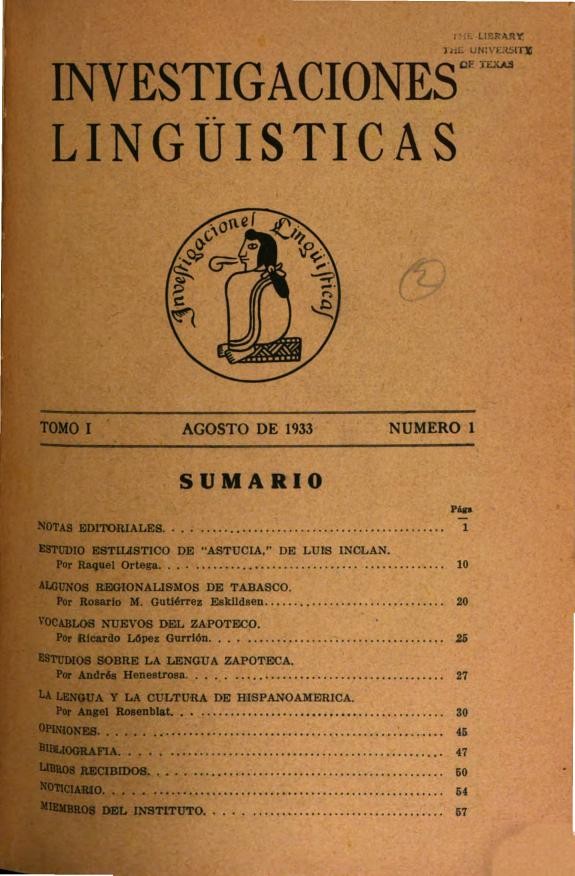 THE LIBRARY
THE UNIVERSITY
OF TEXAS
INVESTIGACIONES
LINGÜISTICAS
Investigaciones Lingüisticas
2
TOMO I AGOSTO DE 1933 NUMERO 1
SUMARIO
Págs
NOTAS EDITORIALES. 1
ESTUDIO ESTILISTICO DE "ASTUCIA," DE LUIS INCLAN.
Por Raquel Ortega. 10
ALGUNOS REGIONALISMOS DE TABASCO.
Por Rosario M. Gutiérrez Eskildsen. 20
VOCABLOS NUEVOS DEL ZAPOTECO.
Por Ricardo López Gurrión. 25
ESTUDIOS SOBRE LA LENGUA ZAPOTECA.
Por Andrés Henestrosa. 27
LA LENGUA Y LA CULTURA DE HISPANOAMERICA.
Por Angel Rosenblat. 30
OPINIONES. 45
BIBLIOGRAFIA. 47
LIBROS RECIBIDOS. 50
NOTICIARIO. 54
MIEMBROS DEL INSTITUTO. 57